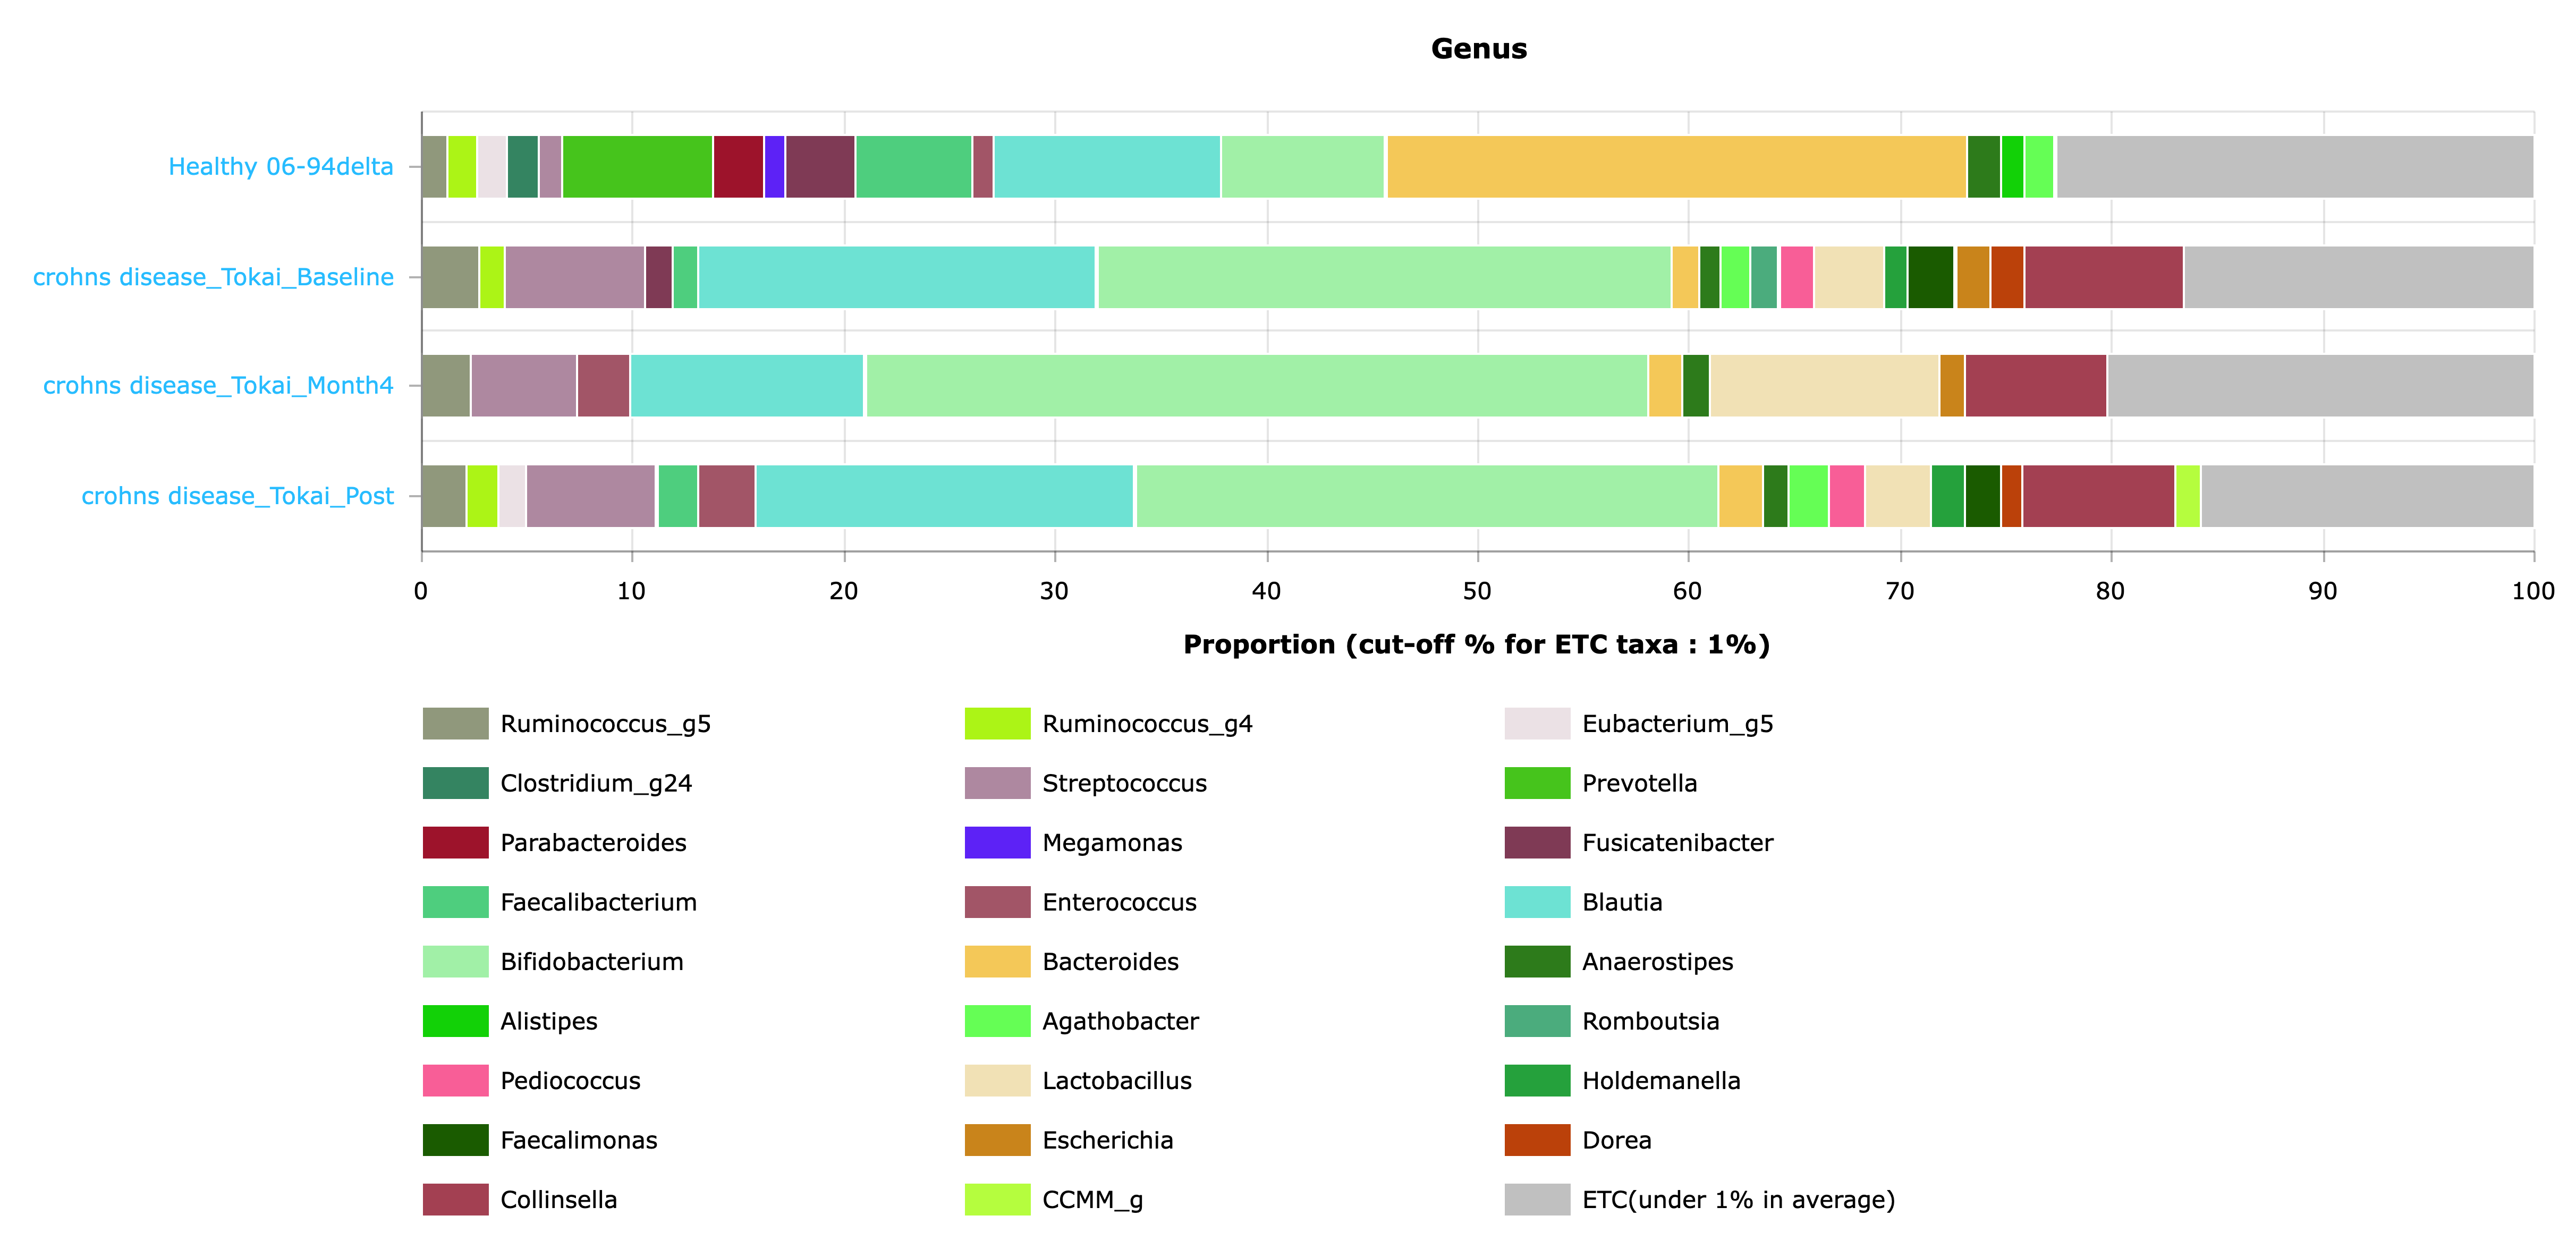 Genus
Healthy 06-94delta
crohns disease_Tokai_Baseline
crohns disease_Tokai_Month4
crohns disease_Tokai_Post
0 10 20 30 40 50 60 70 80 90 100
Proportion (cut-off % for ETC taxa : 1%)
Ruminococcus_g5 Ruminococcus_g4 Eubacterium_g5
Clostridium_g24 Streptococcus Prevotella
Parabacteroides Megamonas Fusicatenibacter
Faecalibacterium Enterococcus Blautia
Bifidobacterium Bacteroides Anaerostipes
Alistipes Agathobacter Romboutsia
Pediococcus Lactobacillus Holdemanella
Faecalimonas Escherichia Dorea
Collinsella CCMM_g ETC(under 1% in average)